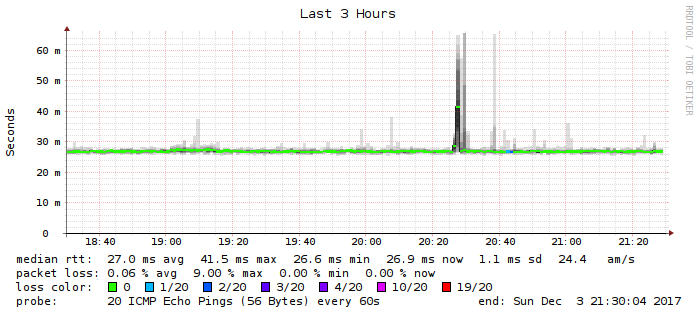 Last 3 Hours
RRDTOOL / TOBI OETIKER
Seconds
60 m
50 m
40 m
30 m
20 m
10 m
0
18:40 19:00 19:20 19:40 20:00 20:20 20:40 21:00 21:20
median rtt: 27.0 ms avg 41.5 ms max 26.6 ms min 26.9 ms now 1.1 ms sd 24.4 am/s
packet loss: 0.06 % avg 9.00 % max 0.00 % min 0.00 % now
loss color: 0 1/20 2/20 3/20 4/20 10/20 19/20
probe: 20 ICMP Echo Pings (56 Bytes) every 60s end: Sun Dec 3 21:30:04 2017